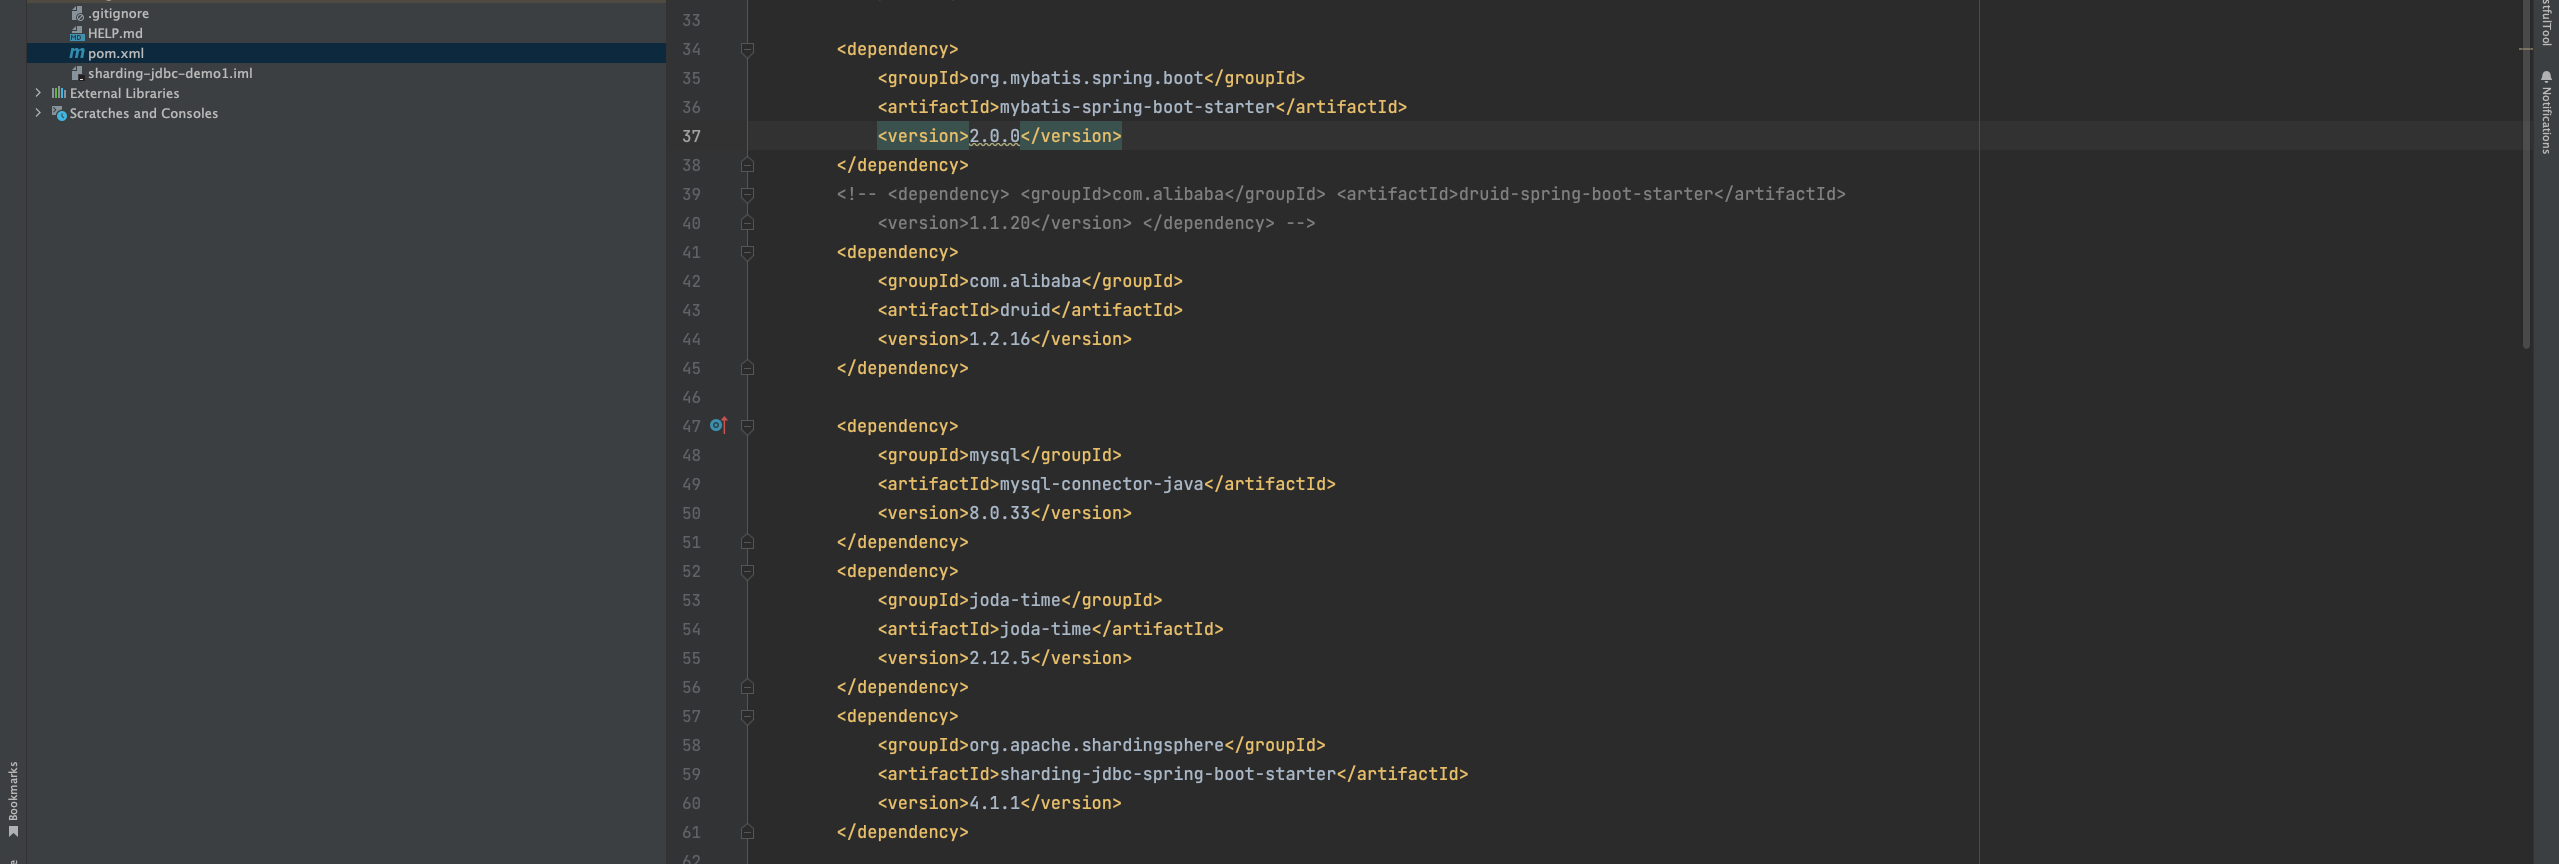 .gitignore
HELP.md
pom.xml
sharding-jdbc-demo1.iml
External Libraries
Scratches and Consoles
Bookmarks
33
34 <dependency>
35 <groupId>org.mybatis.spring.boot</groupId>
36 <artifactId>mybatis-spring-boot-starter</artifactId>
37 <version>2.0.0</version>
38 </dependency>
39 <!-- <dependency> <groupId>com.alibaba</groupId> <artifactId>druid-spring-boot-starter</artifactId>
40 <version>1.1.20</version> </dependency> -->
41 <dependency>
42 <groupId>com.alibaba</groupId>
43 <artifactId>druid</artifactId>
44 <version>1.2.16</version>
45 </dependency>
46
47 <dependency>
48 <groupId>mysql</groupId>
49 <artifactId>mysql-connector-java</artifactId>
50 <version>8.0.33</version>
51 </dependency>
52 <dependency>
53 <groupId>joda-time</groupId>
54 <artifactId>joda-time</artifactId>
55 <version>2.12.5</version>
56 </dependency>
57 <dependency>
58 <groupId>org.apache.shardingsphere</groupId>
59 <artifactId>sharding-jdbc-spring-boot-starter</artifactId>
60 <version>4.1.1</version>
61 </dependency>
62
stfulTool
Notifications